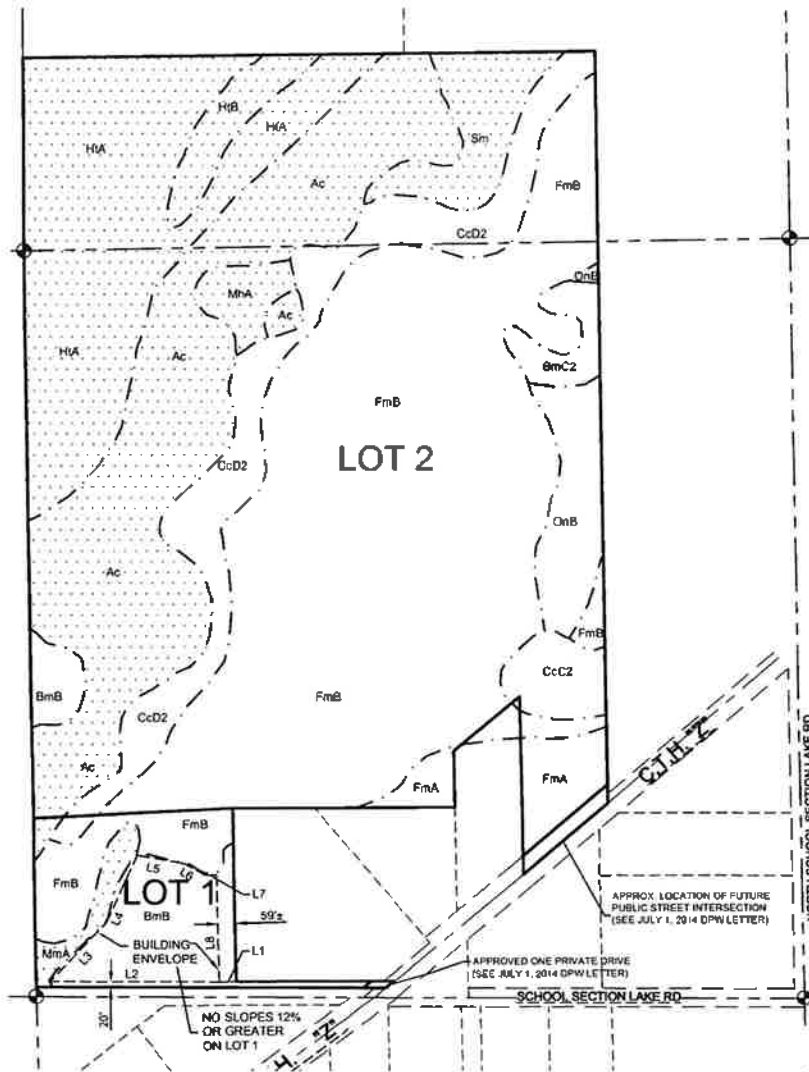 HtB
HtA
HtA
Sm
Ac
FmB
CcD2
OnB
MhA
Ac
HtA
Ac
BmC2
FmB
LOT 2
CcD2
OnB
Ac
FmB
CcC2
BmB
FmB
CcD2
C.T.H. "Z"
Ac
FmA
FmA
FmB
L5
L6
FmB
LOT 1
L7
BmB
L4
59'±
L8
APPROX. LOCATION OF FUTURE
PUBLIC STREET INTERSECTION
(SEE JULY 1, 2014 DPW LETTER)
BUILDING
ENVELOPE
L1
MmA
L3
L2
APPROVED ONE PRIVATE DRIVE
(SEE JULY 1, 2014 DPW LETTER)
SCHOOL SECTION LAKE RD
20'
NO SLOPES 12%
OR GREATER
ON LOT 1
H. "Z"
SCHOOL SECTION LAKE RD